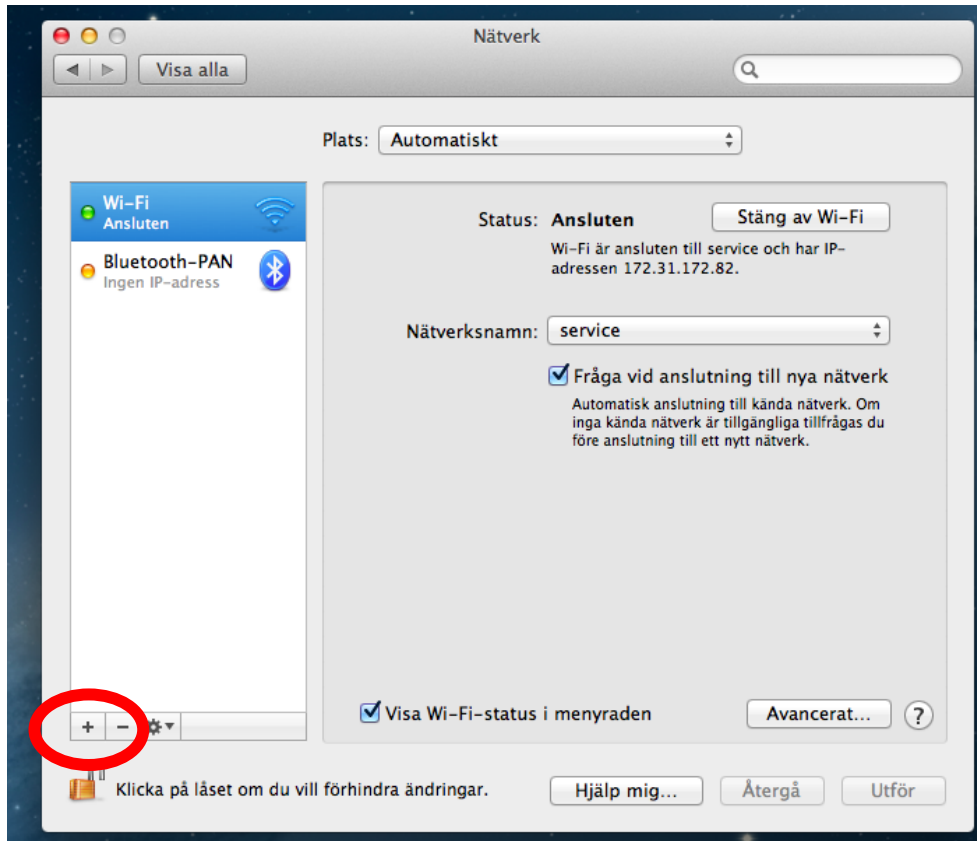 Nätverk
Visa alla
Plats: Automatiskt
Wi-Fi
Ansluten
Bluetooth-PAN
Ingen IP-adress
Status: Ansluten
Stäng av Wi-Fi
Wi-Fi är ansluten till service och har IP-
adressen 172.31.172.82.
Nätverksnamn: service
Fråga vid anslutning till nya nätverk
Automatisk anslutning till kända nätverk. Om
inga kända nätverk är tillgängliga tillfrågas du
före anslutning till ett nytt nätverk.
+ −
Visa Wi-Fi-status i menyraden
Avancerat... ?
Klicka på låset om du vill förhindra ändringar.
Hjälp mig... Återgå Utför